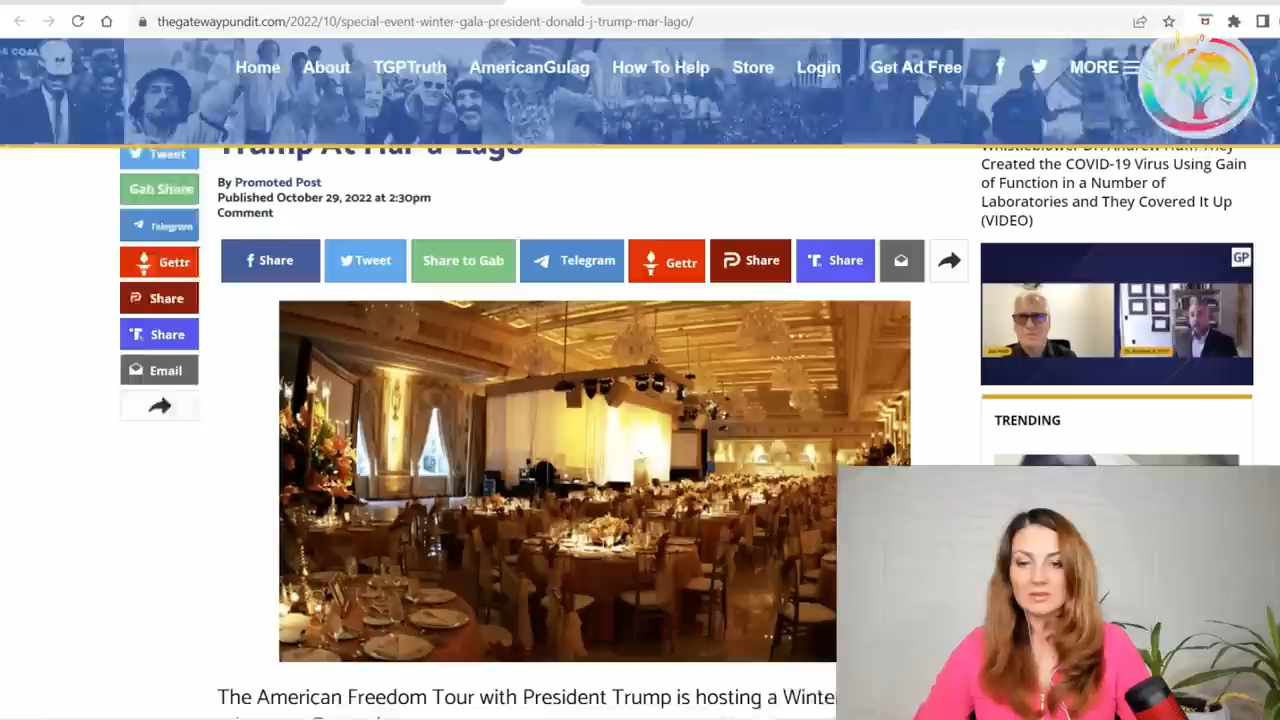 thegatewaypundit.com/2022/10/special-event-winter-gala-president-donald-j-trump-mar-lago/
Home About TGPTruth AmericanGulag How To Help Store Login Get Ad Free MORE
Trump At Mar-a-Lago
By Promoted Post
Published October 29, 2022 at 2:30pm
Comment
Tweet
Gab Share
Telegram
Gettr
Share
Share
Email
Share Tweet Share to Gab Telegram Gettr Share Share
The American Freedom Tour with President Trump is hosting a Winte
Created the COVID-19 Virus Using Gain
of Function in a Number of
Laboratories and They Covered It Up
(VIDEO)
GP
TRENDING